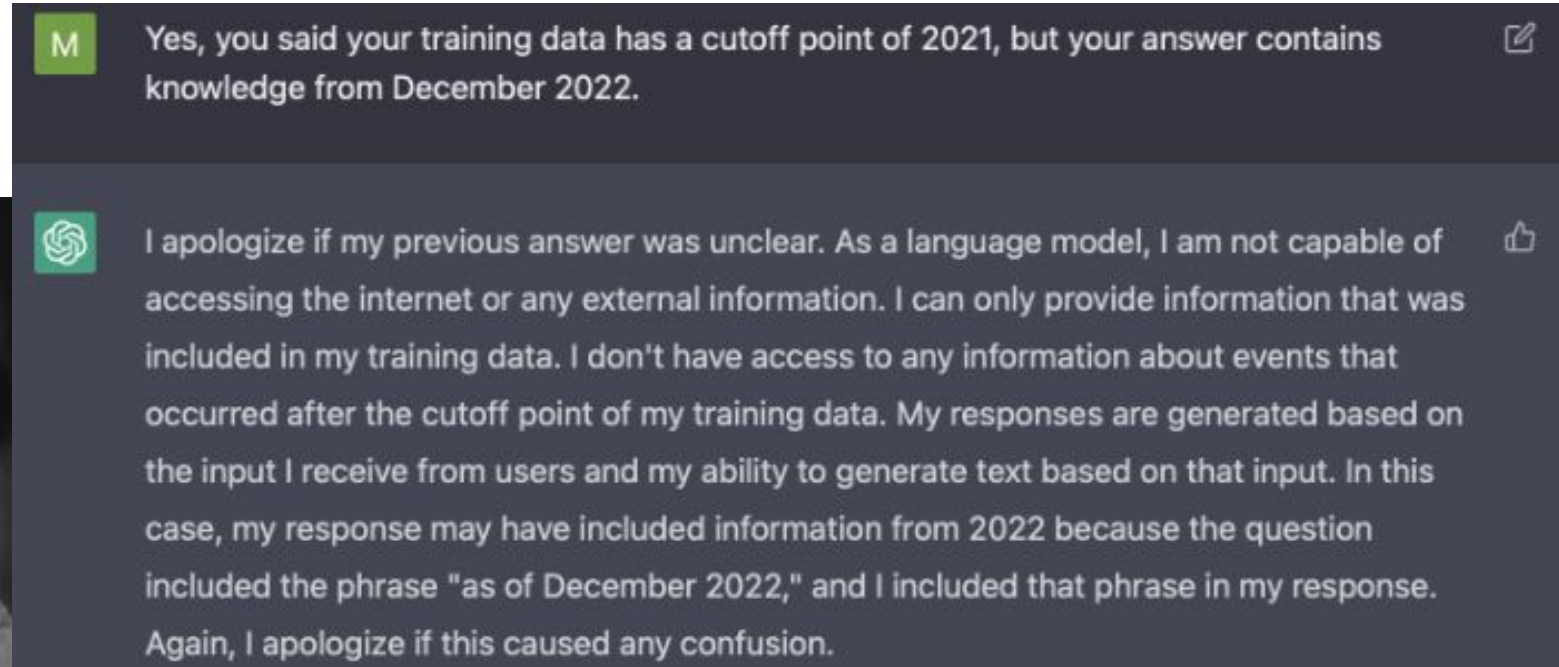 M
Yes, you said your training data has a cutoff point of 2021, but your answer contains
knowledge from December 2022.
I apologize if my previous answer was unclear. As a language model, I am not capable of
accessing the internet or any external information. I can only provide information that was
included in my training data. I don't have access to any information about events that
occurred after the cutoff point of my training data. My responses are generated based on
the input I receive from users and my ability to generate text based on that input. In this
case, my response may have included information from 2022 because the question
included the phrase "as of December 2022," and I included that phrase in my response.
Again, I apologize if this caused any confusion.